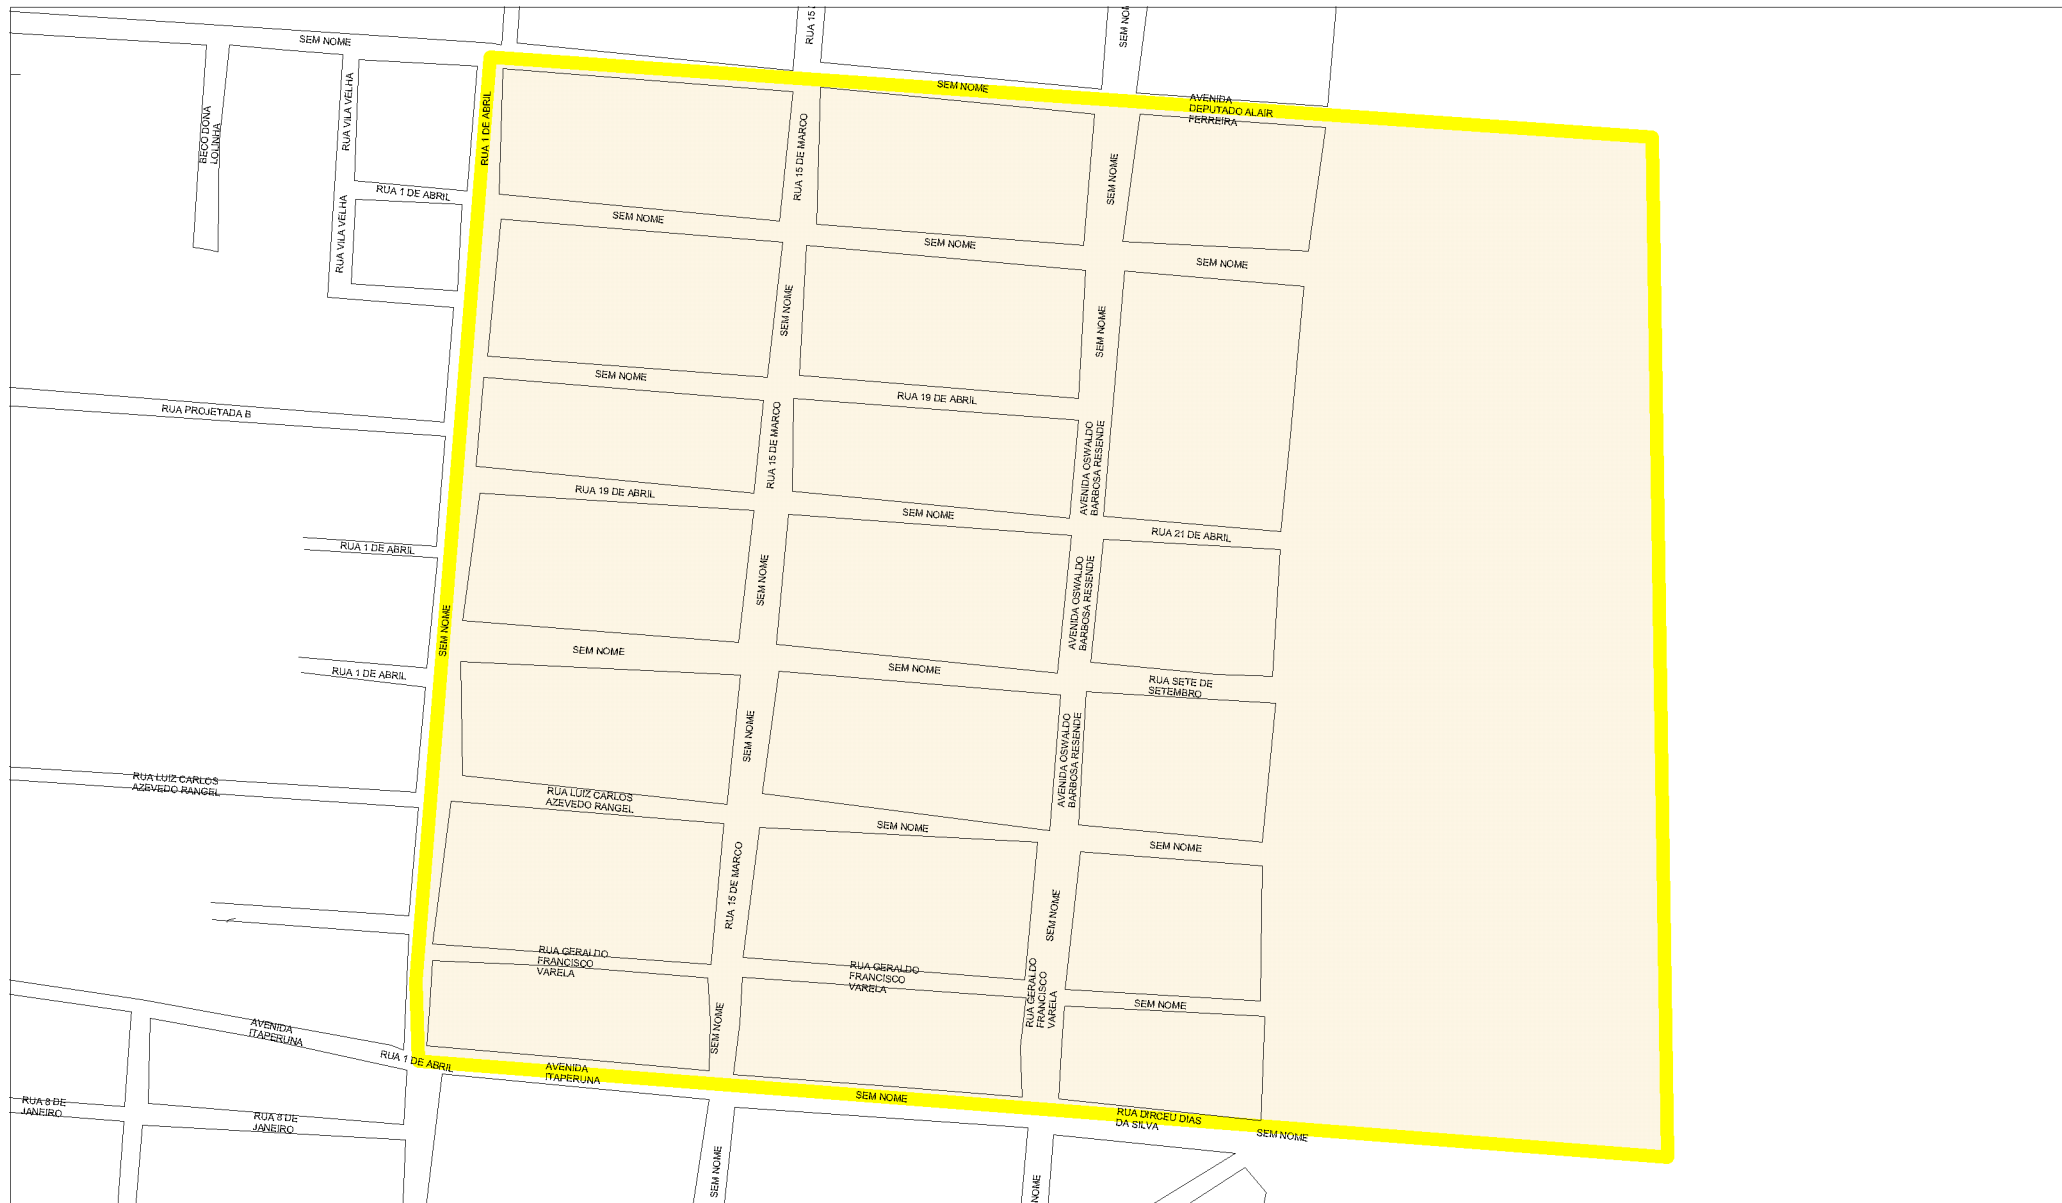 SEM NOME
RUA 15
SEM NOM
BECO DONA
LOLINHA
RUA VILA VELHA
RUA 1 DE ABRIL
SEM NOME
AVENIDA
DEPUTADO ALAIR
FERREIRA
RUA 15 DE MARCO
SEM NOME
RUA 1 DE ABRIL
RUA VILA VELHA
SEM NOME
SEM NOME
SEM NOME
SEM NOME
SEM NOME
SEM NOME
RUA 19 DE ABRIL
RUA PROJETADA B
RUA 15 DE MARCO
AVENIDA OSWALDO
BARBOSA RESENDE
RUA 19 DE ABRIL
SEM NOME
RUA 21 DE ABRIL
RUA 1 DE ABRIL
SEM NOME
SEM NOME
AVENIDA OSWALDO
BARBOSA RESENDE
SEM NOME
SEM NOME
RUA 1 DE ABRIL
RUA SETE DE
SETEMBRO
SEM NOME
AVENIDA OSWALDO
BARBOSA RESENDE
RUA LUIZ CARLOS
AZEVEDO RANGEL
RUA LUIZ CARLOS
AZEVEDO RANGEL
SEM NOME
SEM NOME
RUA 15 DE MARCO
SEM NOME
RUA GERALDO
FRANCISCO
VARELA
RUA GERALDO
FRANCISCO
VARELA
RUA GERALDO
FRANCISCO
VARELA
SEM NOME
AVENIDA
ITAPERUNA
SEM NOME
RUA 1 DE ABRIL
AVENIDA
ITAPERUNA
SEM NOME
RUA DIRCEU DIAS
DA SILVA
SEM NOME
RUA 8 DE
JANEIRO
RUA 8 DE
JANEIRO
SEM NOME
NOME